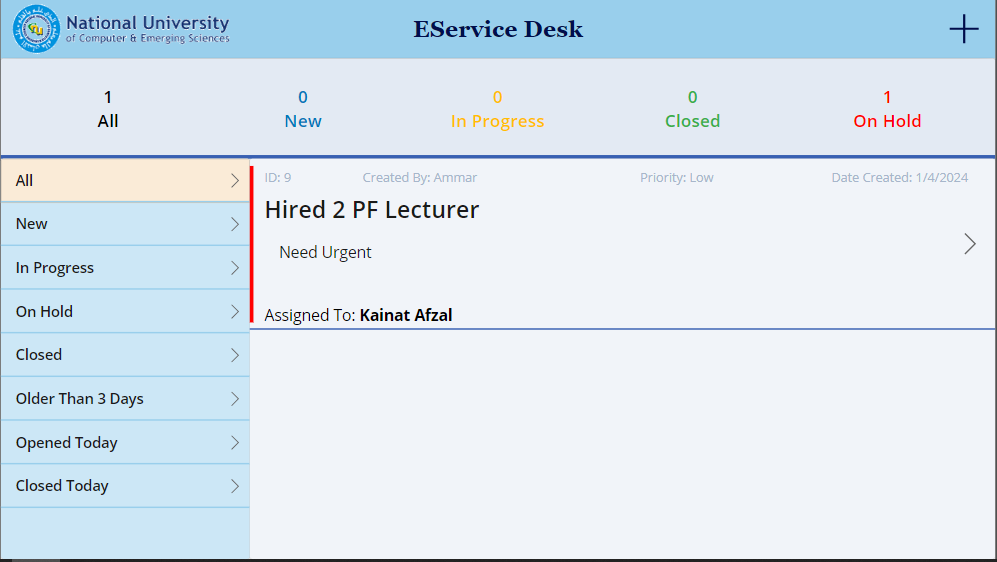 National University
of Computer & Emerging Sciences
EService Desk
1
All
0
New
0
In Progress
0
Closed
1
On Hold
All
New
In Progress
On Hold
Closed
Older Than 3 Days
Opened Today
Closed Today
ID: 9 Created By: Ammar Priority: Low Date Created: 1/4/2024
Hired 2 PF Lecturer
Need Urgent
Assigned To: Kainat Afzal